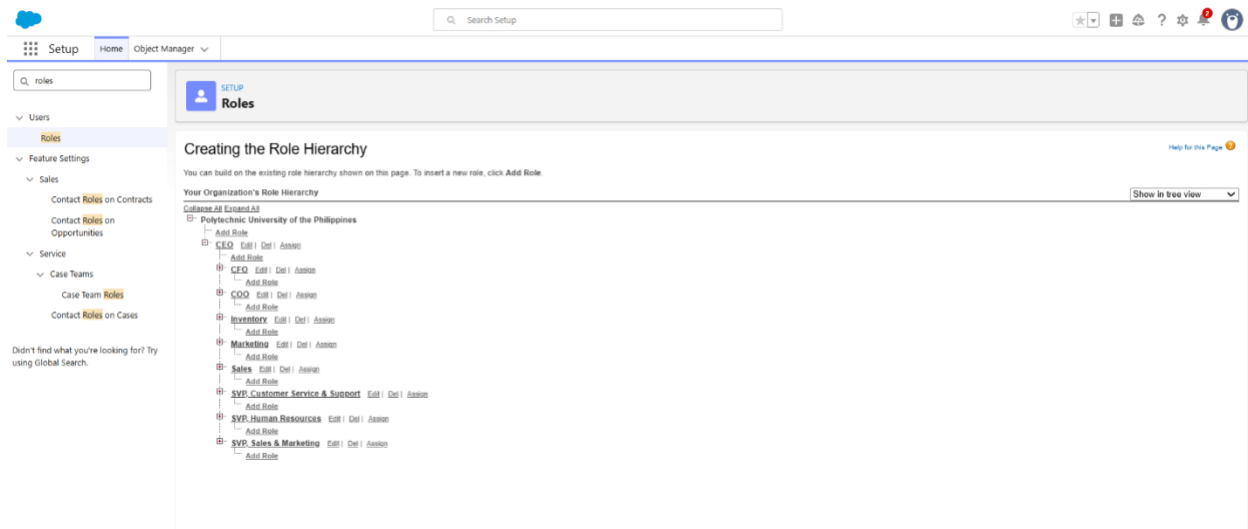 Search Setup
2
Setup Home Object Manager
roles
Users
Roles
Feature Settings
Sales
Contact Roles on Contracts
Contact Roles on
Opportunities
Service
Case Teams
Case Team Roles
Contact Roles on Cases
Didn't find what you're looking for? Try
using Global Search.
SETUP
Roles
Creating the Role Hierarchy
Help for this Page ?
You can build on the existing role hierarchy shown on this page. To insert a new role, click Add Role.
Your Organization's Role Hierarchy
Show in tree view
Collapse All Expand All
Polytechnic University of the Philippines
Add Role
CEO Edit | Del | Assign
Add Role
CFO Edit | Del | Assign
Add Role
COO Edit | Del | Assign
Add Role
Inventory Edit | Del | Assign
Add Role
Marketing Edit | Del | Assign
Add Role
Sales Edit | Del | Assign
Add Role
SVP, Customer Service & Support Edit | Del | Assign
Add Role
SVP, Human Resources Edit | Del | Assign
Add Role
SVP, Sales & Marketing Edit | Del | Assign
Add Role